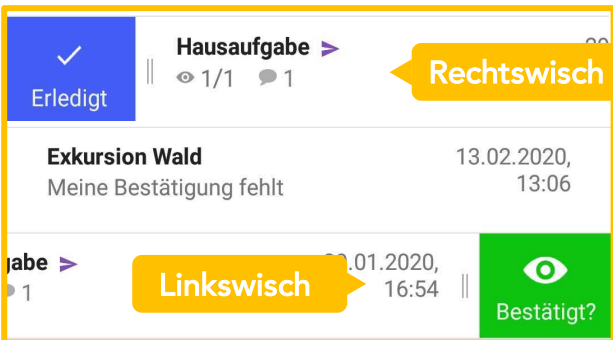 Hausaufgabe
1/1 1
Erledigt
Rechtswisch
Exkursion Wald
13.02.2020,
Meine Bestätigung fehlt
13:06
gabe
1
.01.2020,
16:54
Linkswisch
Bestätigt?